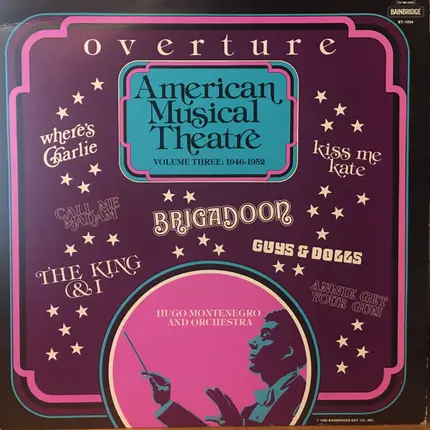 BAINBRIDGE
BT-1004
overture
American
Musical
Theatre
VOLUME THREE: 1946-1952
where's
Charlie
kiss me
kate
CALL ME
MADAM
BRIGADOON
GUYS & DOLLS
THE KING
& I
ANNIE GET
YOUR GUN
HUGO MONTENEGRO
AND ORCHESTRA